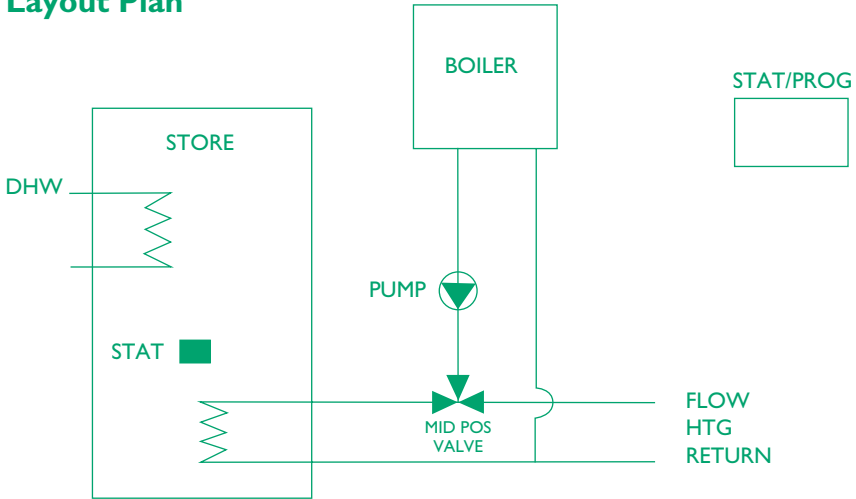 Layout Plan
BOILER
STAT/PROG
STORE
DHW
PUMP
STAT
MID POS
VALVE
FLOW
HTG
RETURN